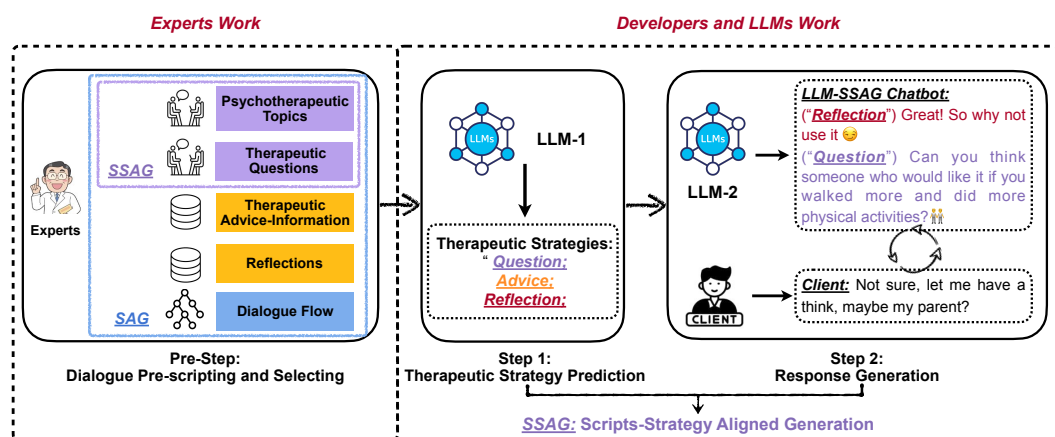 Experts Work
Developers and LLMs Work
Psychotherapeutic
Topics
Therapeutic
Questions
SSAG
Therapeutic
Advice-Information
Reflections
SAG
Dialogue Flow
Experts
Pre-Step:
Dialogue Pre-scripting and Selecting
LLMs
LLM-1
Therapeutic Strategies:
“ Question;
Advice;
Reflection;
Step 1:
Therapeutic Strategy Prediction
LLMs
LLM-2
LLM-SSAG Chatbot:
(“Reflection”) Great! So why not
use it 😏
(“Question”) Can you think
someone who would like it if you
walked more and did more
physical activities?👬
CLIENT
Client: Not sure, let me have a
think, maybe my parent?
Step 2:
Response Generation
SSAG: Scripts-Strategy Aligned Generation